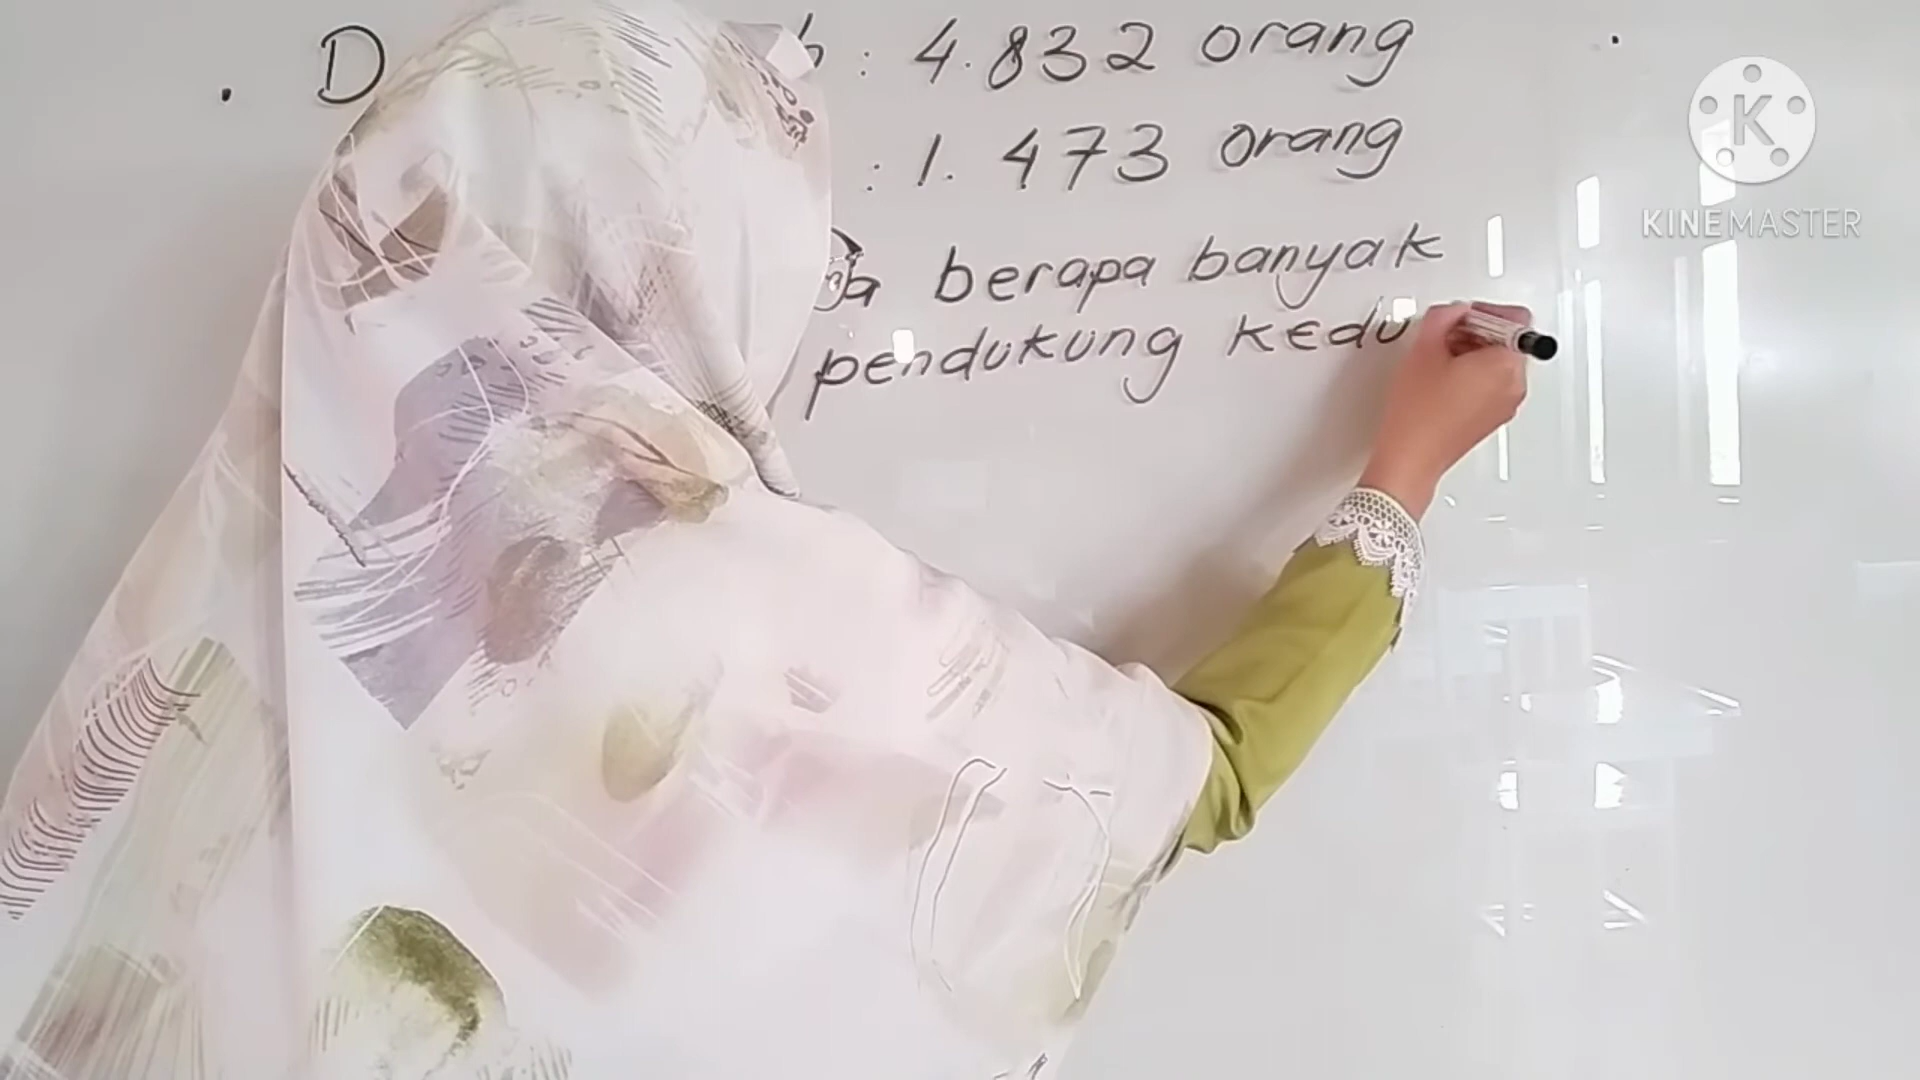 D : 4.832 orang
: 1.473 orang
berapa banyak
pendukung kedu
KINEMASTER